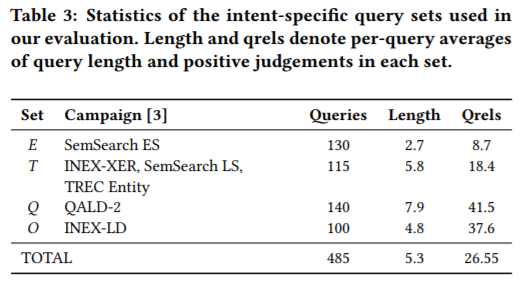 Table 3: Statistics of the intent-specific query sets used in
our evaluation. Length and qrels denote per-query averages
of query length and positive judgements in each set.
Set Campaign [3] Queries Length Qrels
E SemSearch ES 130 2.7 8.7
T INEX-XER, SemSearch LS, 115 5.8 18.4
TREC Entity
Q QALD-2 140 7.9 41.5
O INEX-LD 100 4.8 37.6
TOTAL 485 5.3 26.55